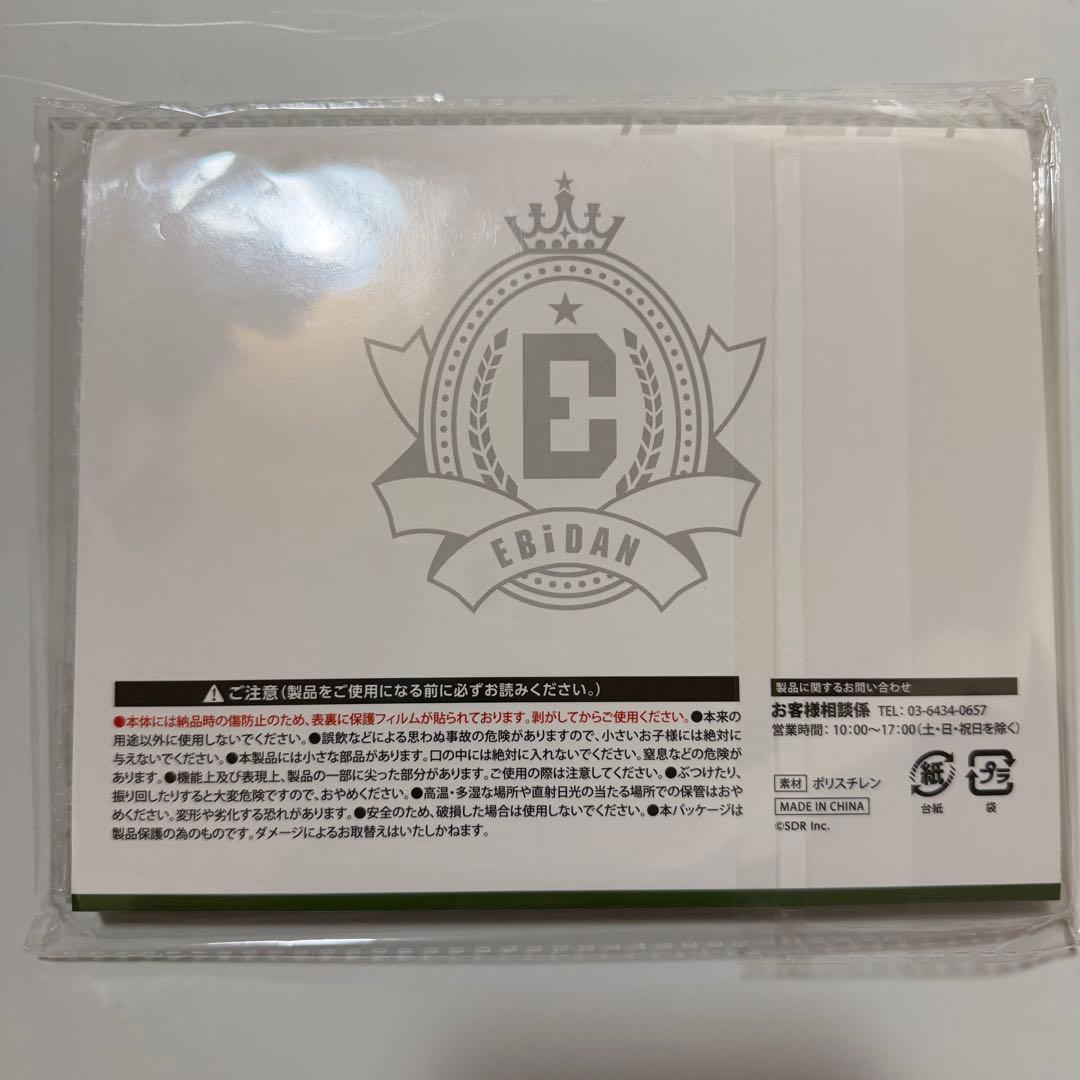 E
EBiDAN
ご注意(製品をご使用になる前に必ずお読みください。)
●本体には納品時の傷防止のため、表裏に保護フィルムが貼られております。剥がしてからご使用ください。●本来の
用途以外に使用しないでください。●誤飲などによる思わぬ事故の危険がありますので、小さいお子様には絶対に
与えないでください。●本製品には小さな部品があります。口の中には絶対に入れないでください。窒息などの危険が
あります。●機能上及び表現上、製品の一部に尖った部分があります。ご使用の際は注意してください。●ぶつけたり、
振り回したりすると大変危険ですので、おやめください。●高温・多湿な場所や直射日光の当たる場所での保管はおや
めください。変形や劣化する恐れがあります。●安全のため、破損した場合は使用しないでください。●本パッケージは
製品保護の為のものです。ダメージによるお取替えはいたしかねます。
製品に関するお問い合わせ
お客様相談係 TEL: 03-6434-0657
営業時間:10:00〜17:00(土・日・祝日を除く)
素材 ポリスチレン
MADE IN CHINA
©SDR Inc.
紙
台紙
プラ
袋